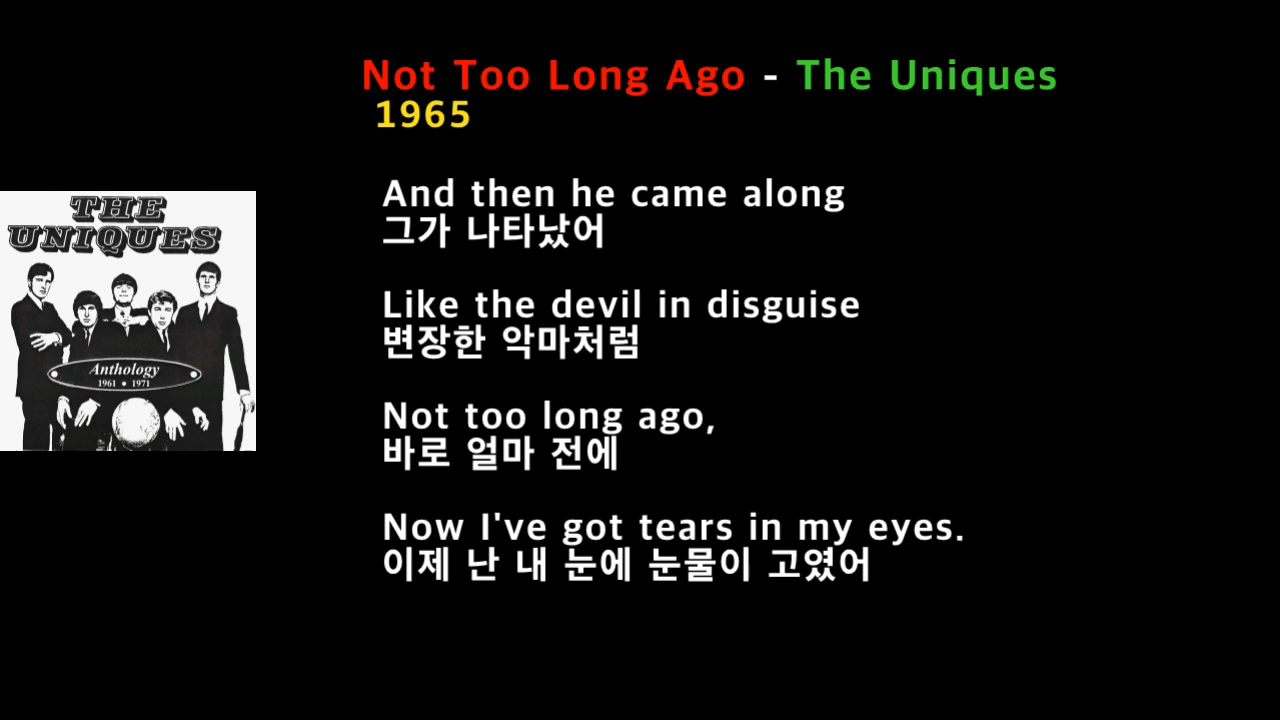 Not Too Long Ago - The Uniques
1965
THE
UNIQUES
Anthology
1961 • 1971
And then he came along
그가 나타났어
Like the devil in disguise
변장한 악마처럼
Not too long ago,
바로 얼마 전에
Now I've got tears in my eyes.
이제 난 내 눈에 눈물이 고였어